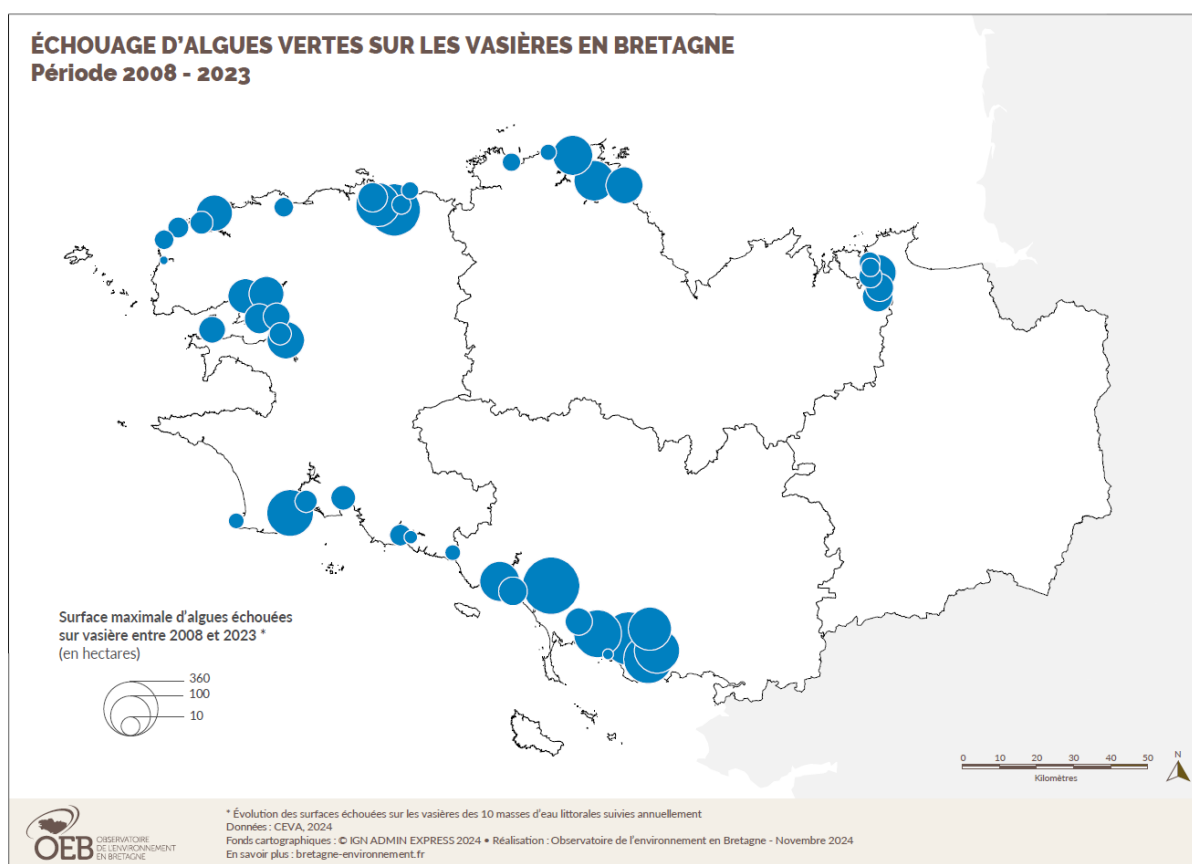 ÉCHOUAGE D'ALGUES VERTES SUR LES VASIÈRES EN BRETAGNE
Période 2008 - 2023
Surface maximale d'algues échouées
sur vasière entre 2008 et 2023 *
(en hectares)
360
100
10
0 10 20 30 40 50
Kilomètres
N
* Évolution des surfaces échouées sur les vasières des 10 masses d'eau littorales suivies annuellement
Données : CEVA, 2024
Fonds cartographiques : © IGN ADMIN EXPRESS 2024 • Réalisation : Observatoire de l'environnement en Bretagne - Novembre 2024
En savoir plus : bretagne-environnement.fr
OEB
OBSERVATOIRE
DE L'ENVIRONNEMENT
EN BRETAGNE